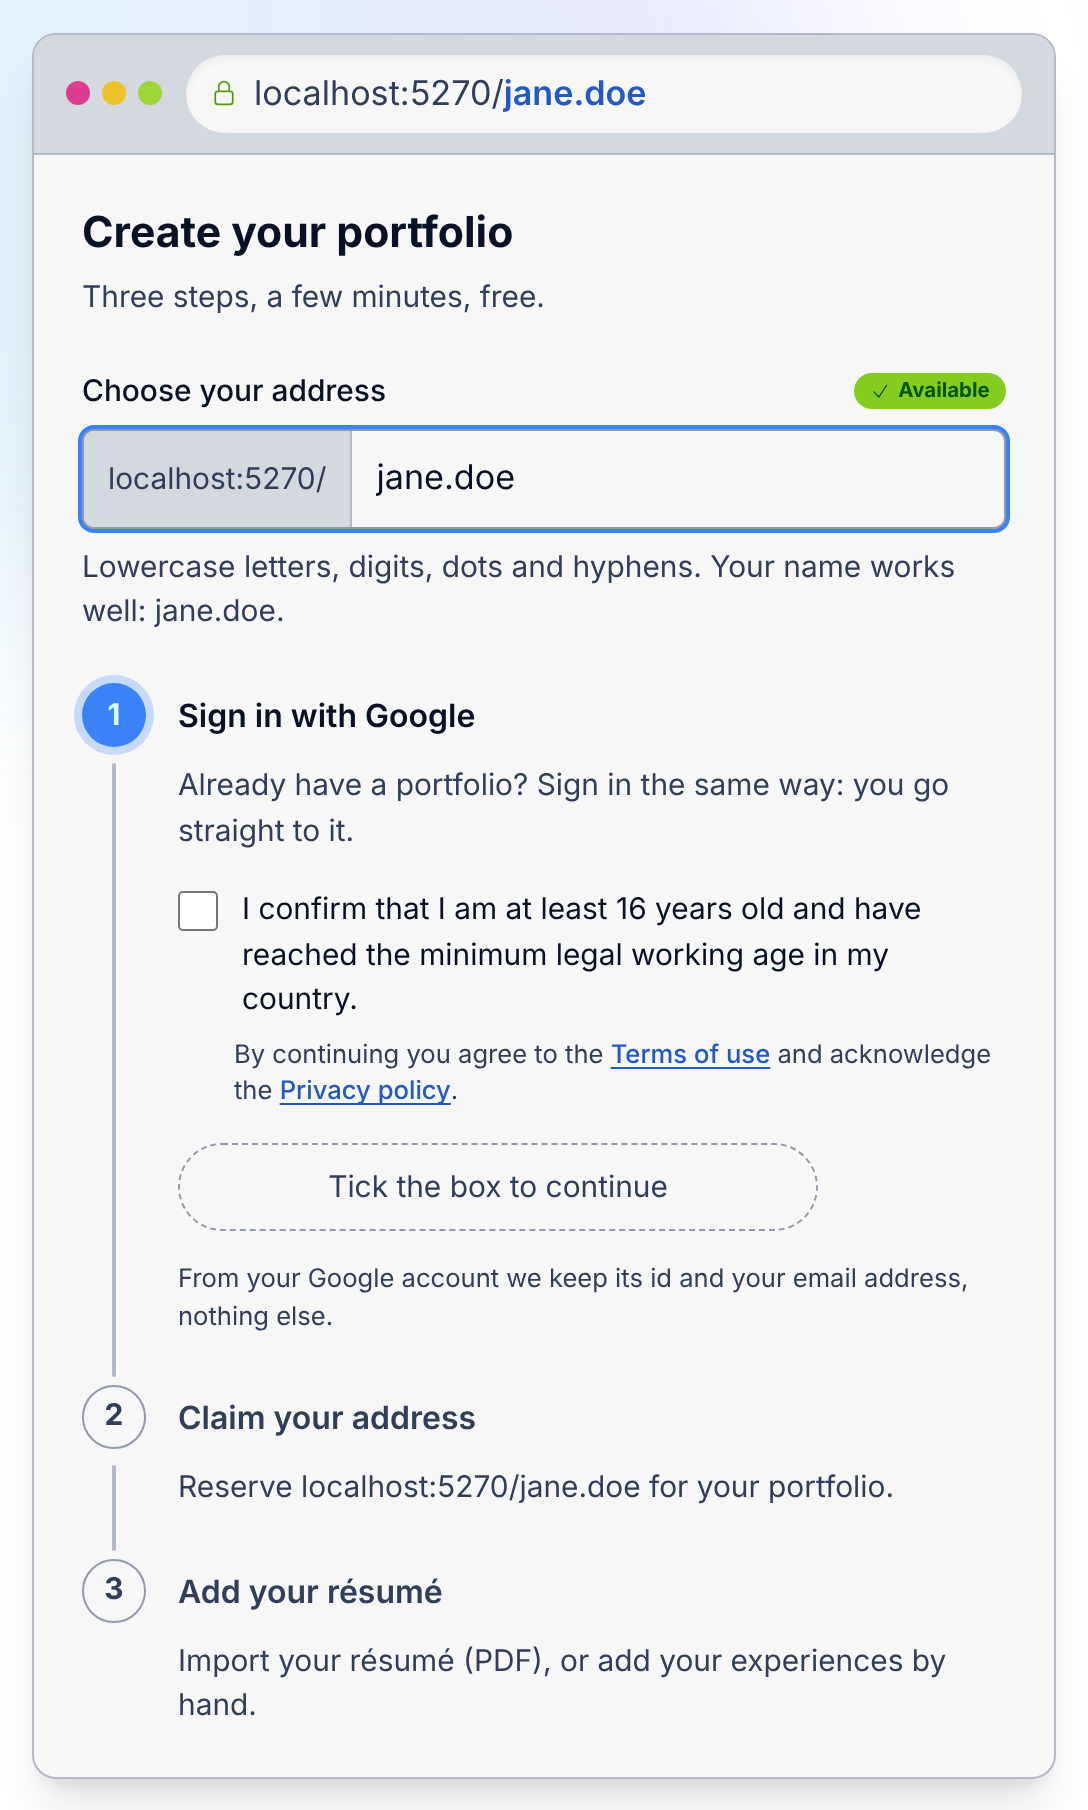 localhost:5270/jane.doe
Create your portfolio
Three steps, a few minutes, free.
Choose your address
Available
localhost:5270/
jane.doe
Lowercase letters, digits, dots and hyphens. Your name works
well: jane.doe.
1
Sign in with Google
Already have a portfolio? Sign in the same way: you go
straight to it.
I confirm that I am at least 16 years old and have
reached the minimum legal working age in my
country.
By continuing you agree to the Terms of use and acknowledge
the Privacy policy.
Tick the box to continue
From your Google account we keep its id and your email address,
nothing else.
2
Claim your address
Reserve localhost:5270/jane.doe for your portfolio.
3
Add your résumé
Import your résumé (PDF), or add your experiences by
hand.